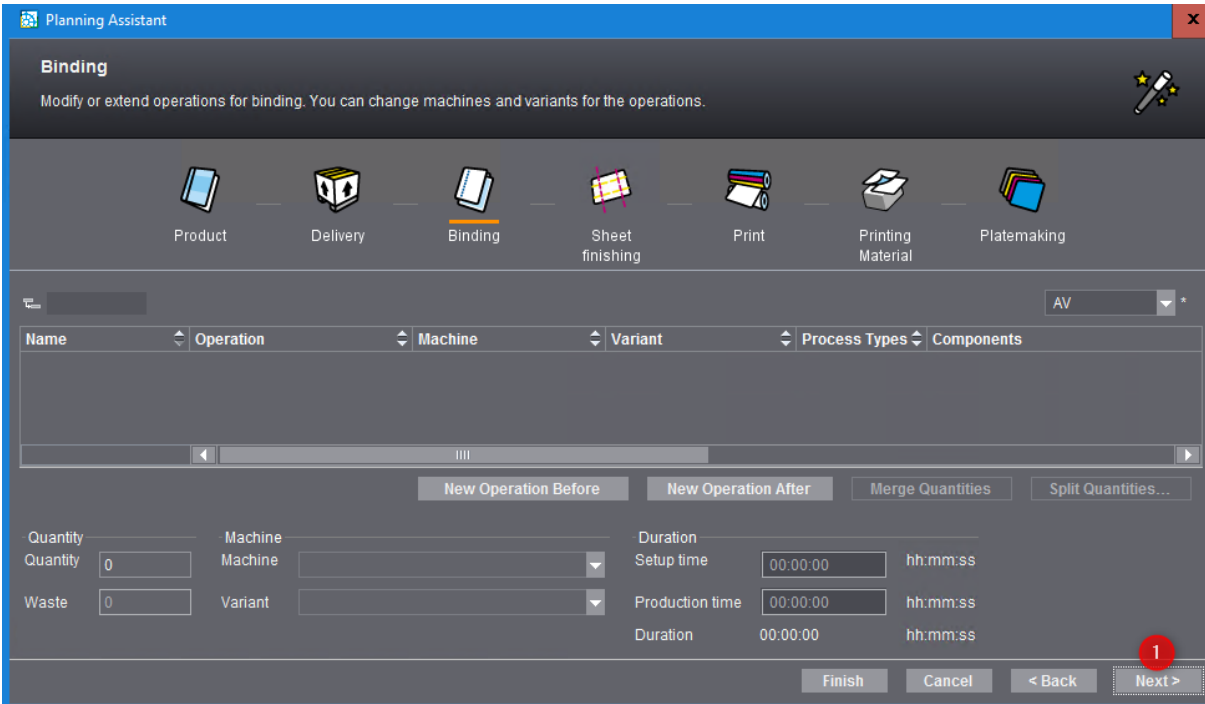 Planning Assistant
x
Binding
Modify or extend operations for binding. You can change machines and variants for the operations.
Product
Delivery
Binding
Sheet
finishing
Print
Printing
Material
Platemaking
AV *
Name Operation Machine Variant Process Types Components
New Operation Before New Operation After Merge Quantities Split Quantities...
Quantity Machine Duration
Quantity 0 Machine Setup time 00:00:00 hh:mm:ss
Waste 0 Variant Production time 00:00:00 hh:mm:ss
Duration 00:00:00 hh:mm:ss
1
Finish Cancel < Back Next >